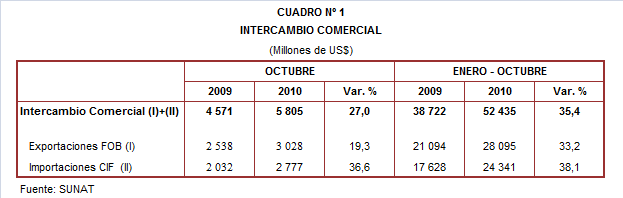 CUADRO Nº 1
INTERCAMBIO COMERCIAL
(Millones de US$)
OCTUBRE ENERO - OCTUBRE
2009 2010 Var. % 2009 2010 Var. %
Intercambio Comercial (I)+(II) 4 571 5 805 27,0 38 722 52 435 35,4
Exportaciones FOB (I) 2 538 3 028 19,3 21 094 28 095 33,2
Importaciones CIF (II) 2 032 2 777 36,6 17 628 24 341 38,1
Fuente: SUNAT